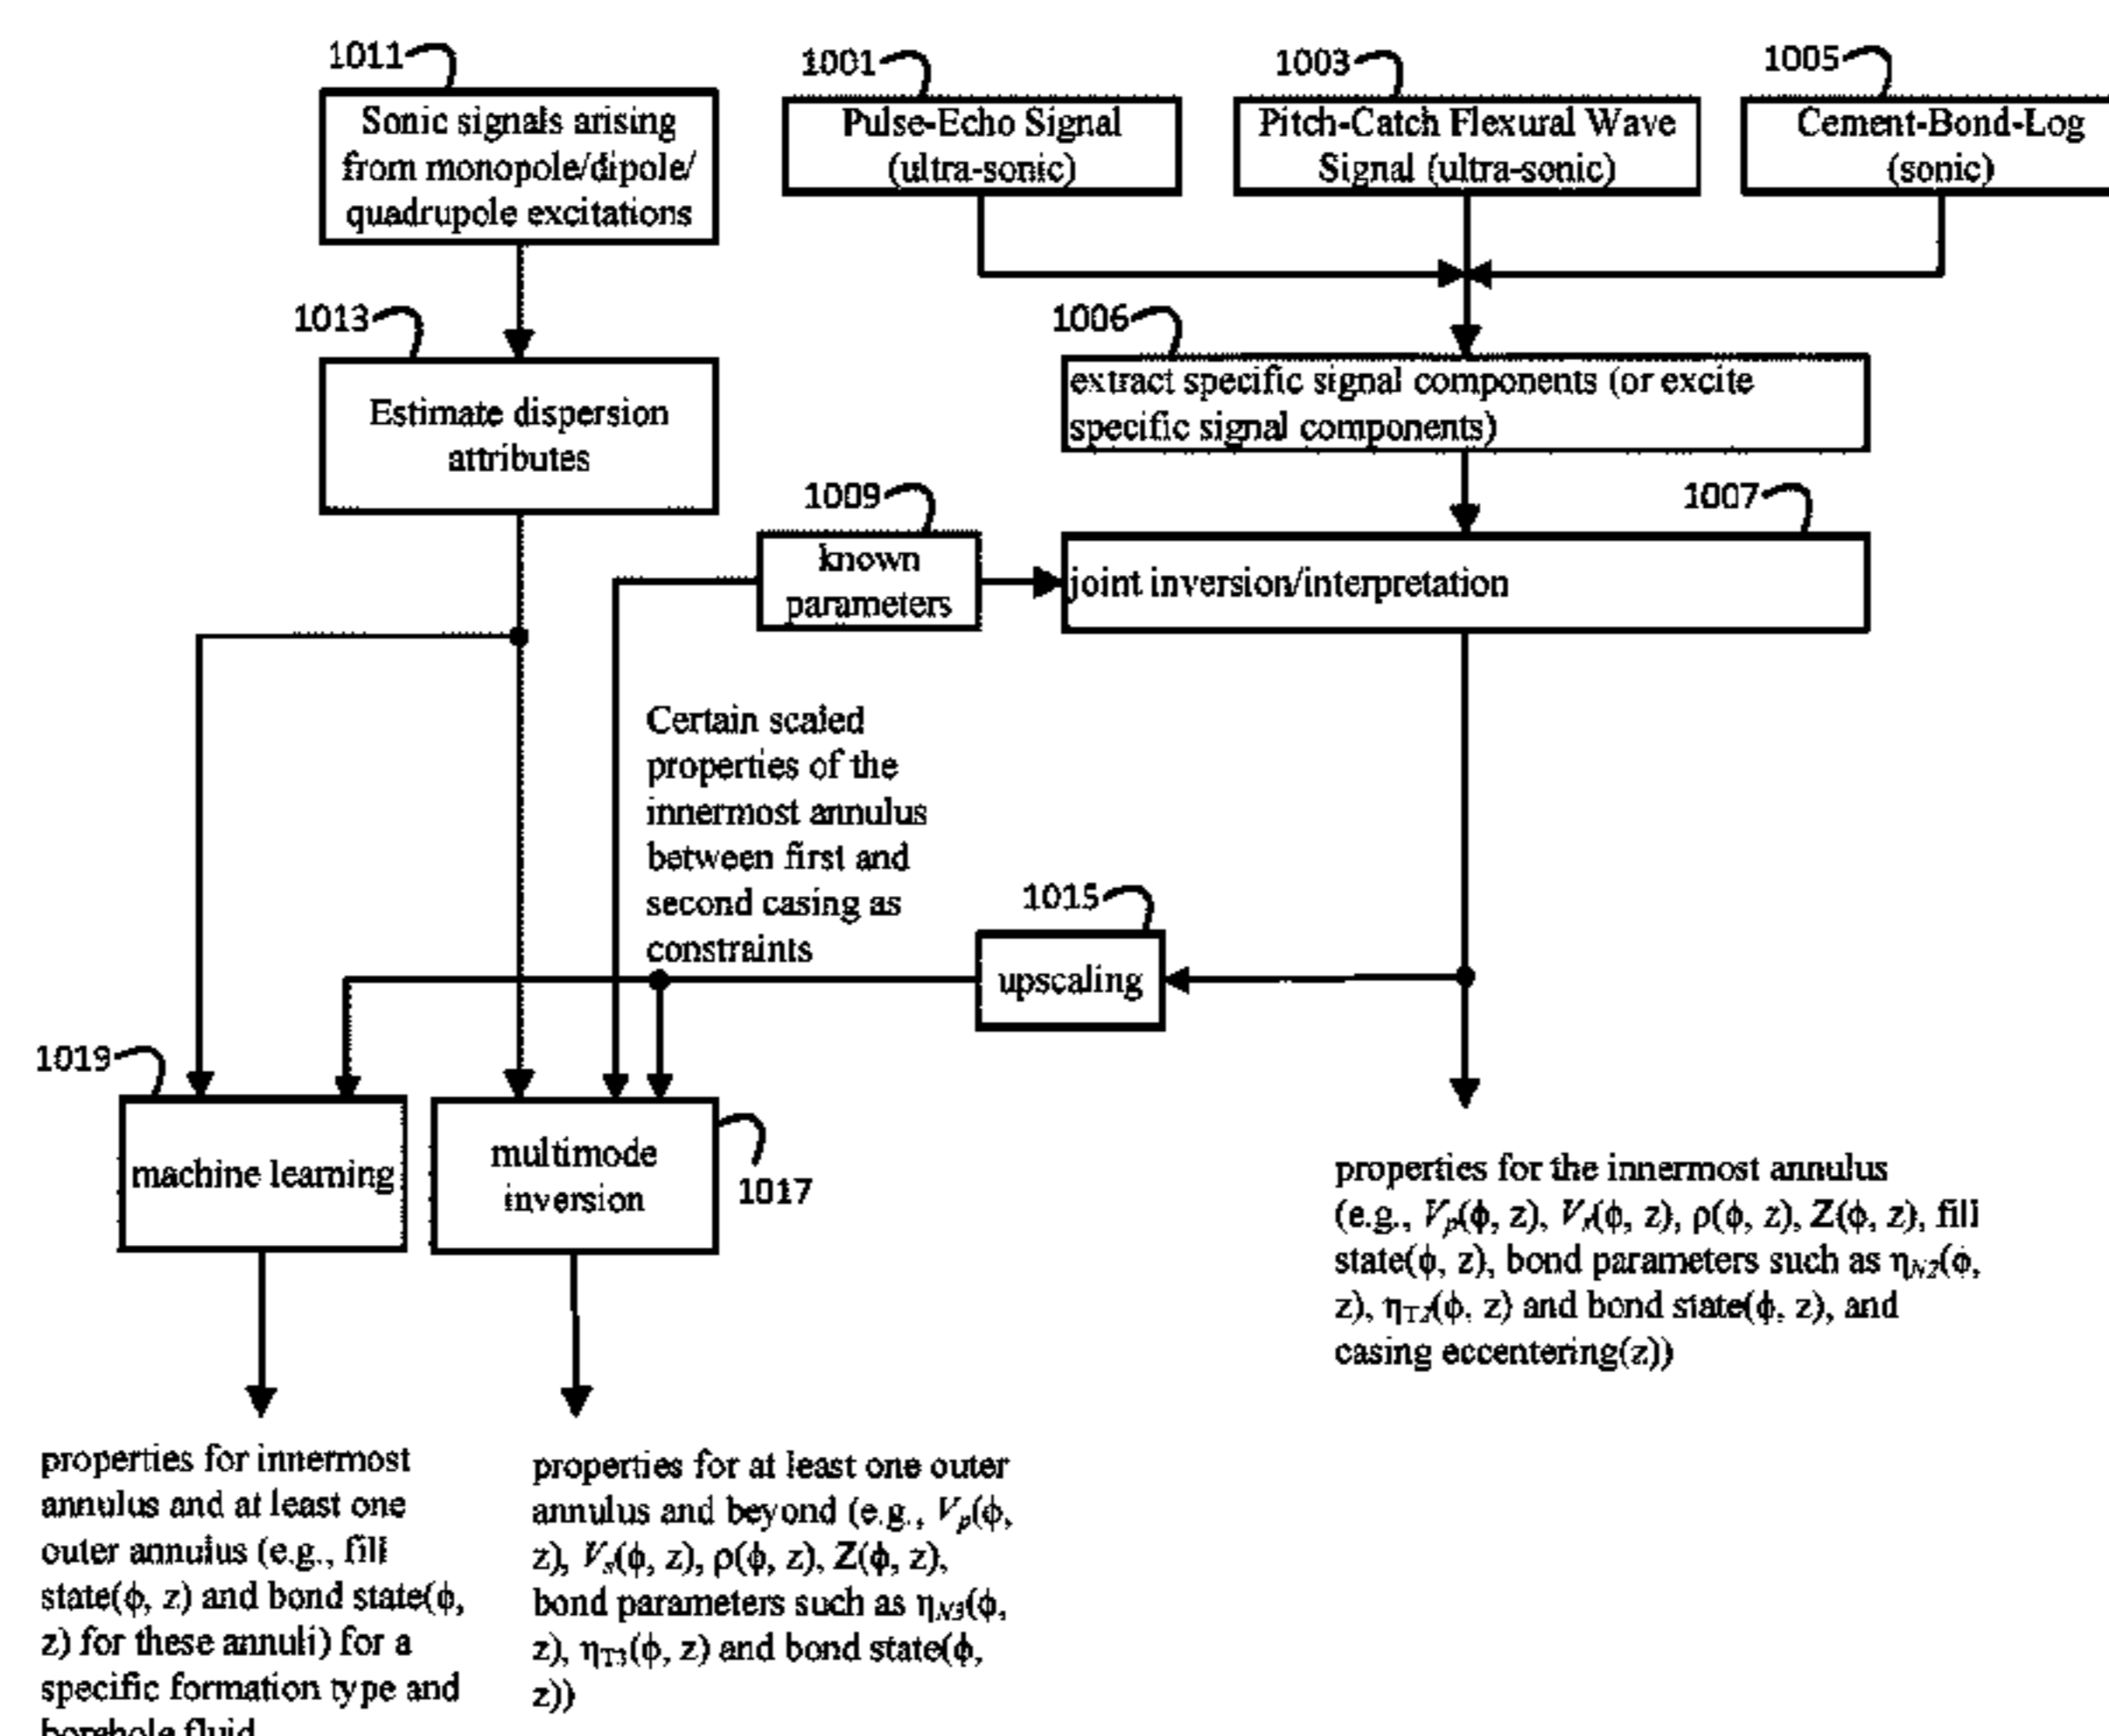 1011
Sonic signals arising
from monopole/dipole/
quadrupole excitations
1001
Pulse-Echo Signal
(ultra-sonic)
1003
Pitch-Catch Flexural Wave
Signal (ultra-sonic)
1005
Cement-Bond-Log
(sonic)
1013
Estimate dispersion
attributes
1006
extract specific signal components (or excite
specific signal components)
1009
known
parameters
1007
joint inversion/interpretation
Certain scaled
properties of the
innermost annulus
between first and
second casing as
constraints
1015
upscaling
1019
machine learning
multimode
inversion
1017
properties for the innermost annulus
(e.g., Vp(ϕ, z), Vs(ϕ, z), ρ(ϕ, z), Z(ϕ, z), fill
state(ϕ, z), bond parameters such as ηN2(ϕ,
z), ηT2(ϕ, z) and bond state(ϕ, z), and
casing eccentering(z))
properties for innermost
annulus and at least one
outer annulus (e.g., fill
state(ϕ, z) and bond state(ϕ,
z) for these annuli) for a
specific formation type and
borehole fluid
properties for at least one outer
annulus and beyond (e.g., Vp(ϕ,
z), Vs(ϕ, z), ρ(ϕ, z), Z(ϕ, z),
bond parameters such as ηN3(ϕ,
z), ηT3(ϕ, z) and bond state(ϕ,
z))